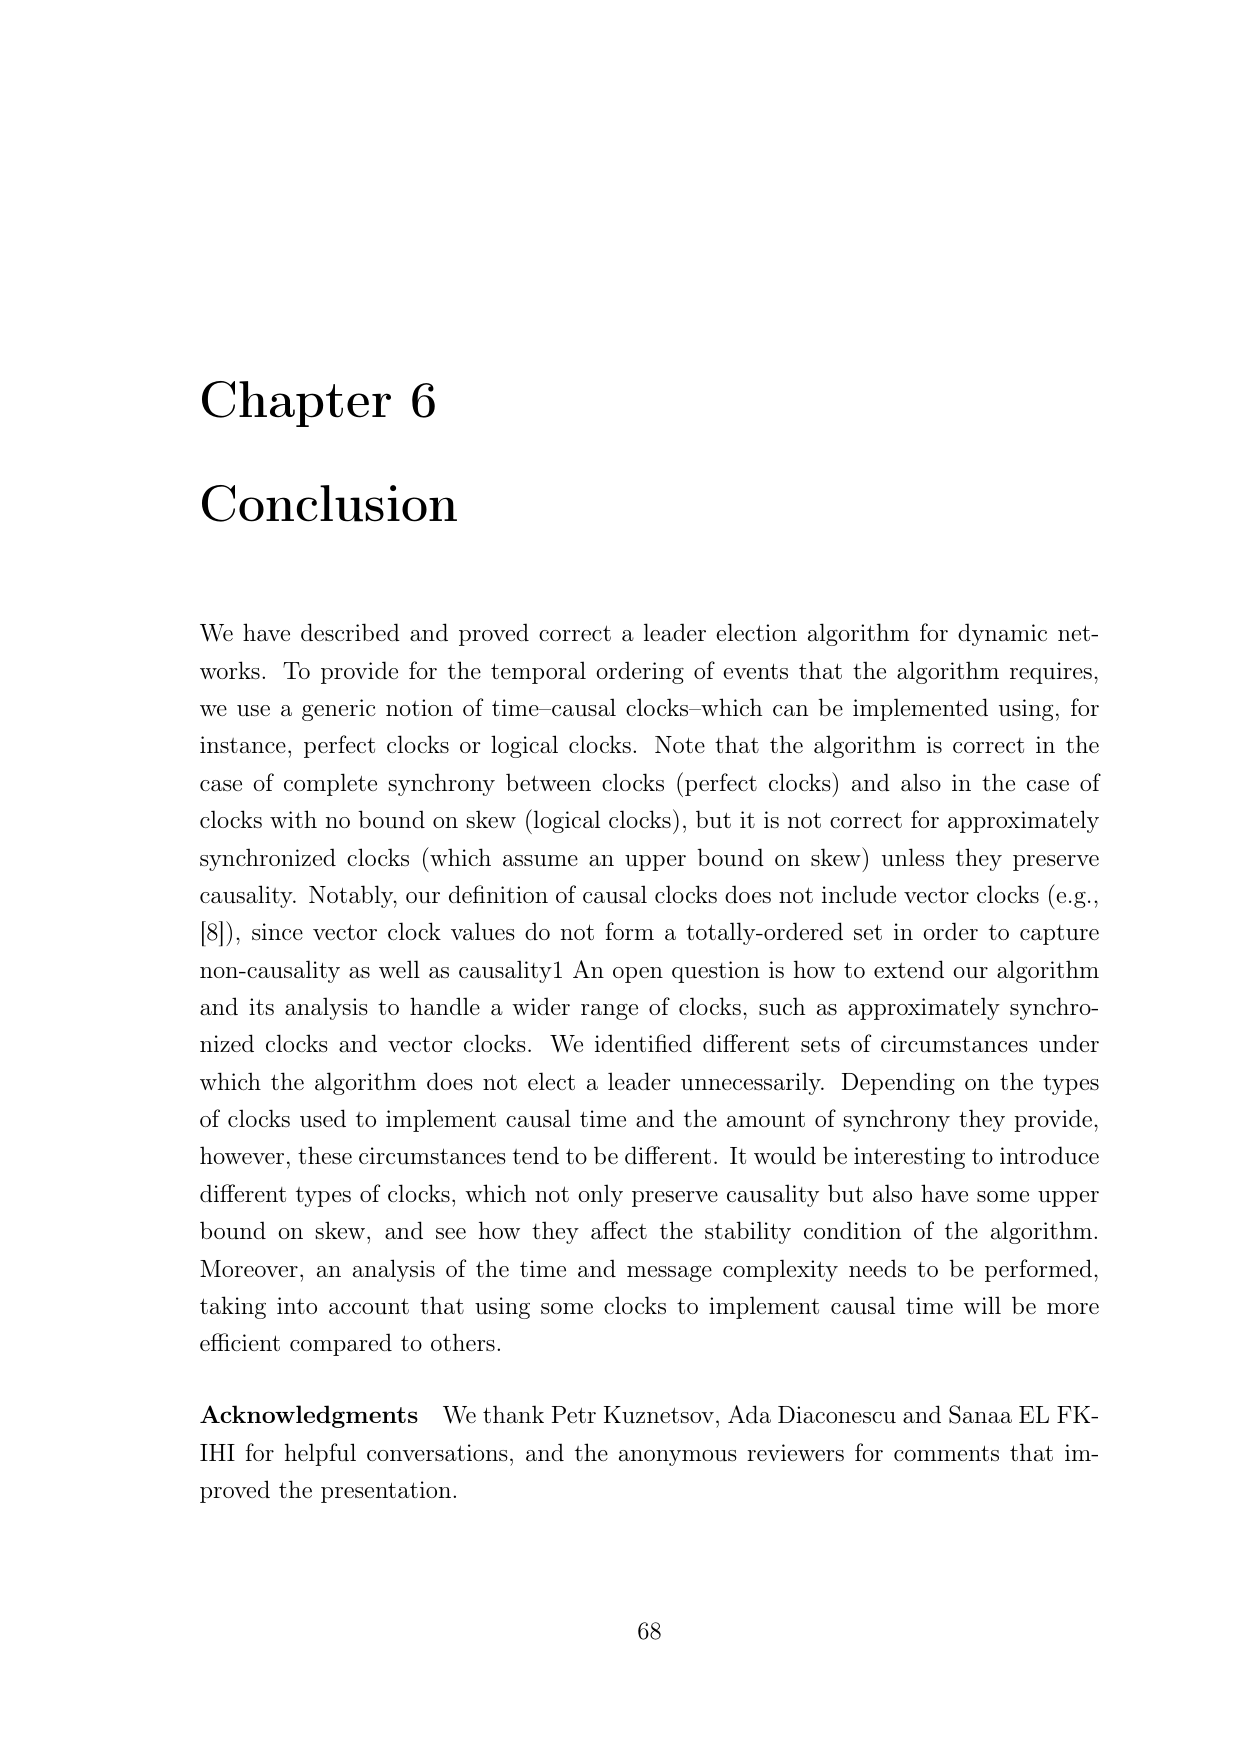 Chapter 6
Conclusion
We have described and proved correct a leader election algorithm for dynamic net-
works. To provide for the temporal ordering of events that the algorithm requires,
we use a generic notion of time–causal clocks–which can be implemented using, for
instance, perfect clocks or logical clocks. Note that the algorithm is correct in the
case of complete synchrony between clocks (perfect clocks) and also in the case of
clocks with no bound on skew (logical clocks), but it is not correct for approximately
synchronized clocks (which assume an upper bound on skew) unless they preserve
causality. Notably, our definition of causal clocks does not include vector clocks (e.g.,
[8]), since vector clock values do not form a totally-ordered set in order to capture
non-causality as well as causality1 An open question is how to extend our algorithm
and its analysis to handle a wider range of clocks, such as approximately synchro-
nized clocks and vector clocks. We identified different sets of circumstances under
which the algorithm does not elect a leader unnecessarily. Depending on the types
of clocks used to implement causal time and the amount of synchrony they provide,
however, these circumstances tend to be different. It would be interesting to introduce
different types of clocks, which not only preserve causality but also have some upper
bound on skew, and see how they affect the stability condition of the algorithm.
Moreover, an analysis of the time and message complexity needs to be performed,
taking into account that using some clocks to implement causal time will be more
efficient compared to others.
Acknowledgments We thank Petr Kuznetsov, Ada Diaconescu and Sanaa EL FK-
IHI for helpful conversations, and the anonymous reviewers for comments that im-
proved the presentation.
68